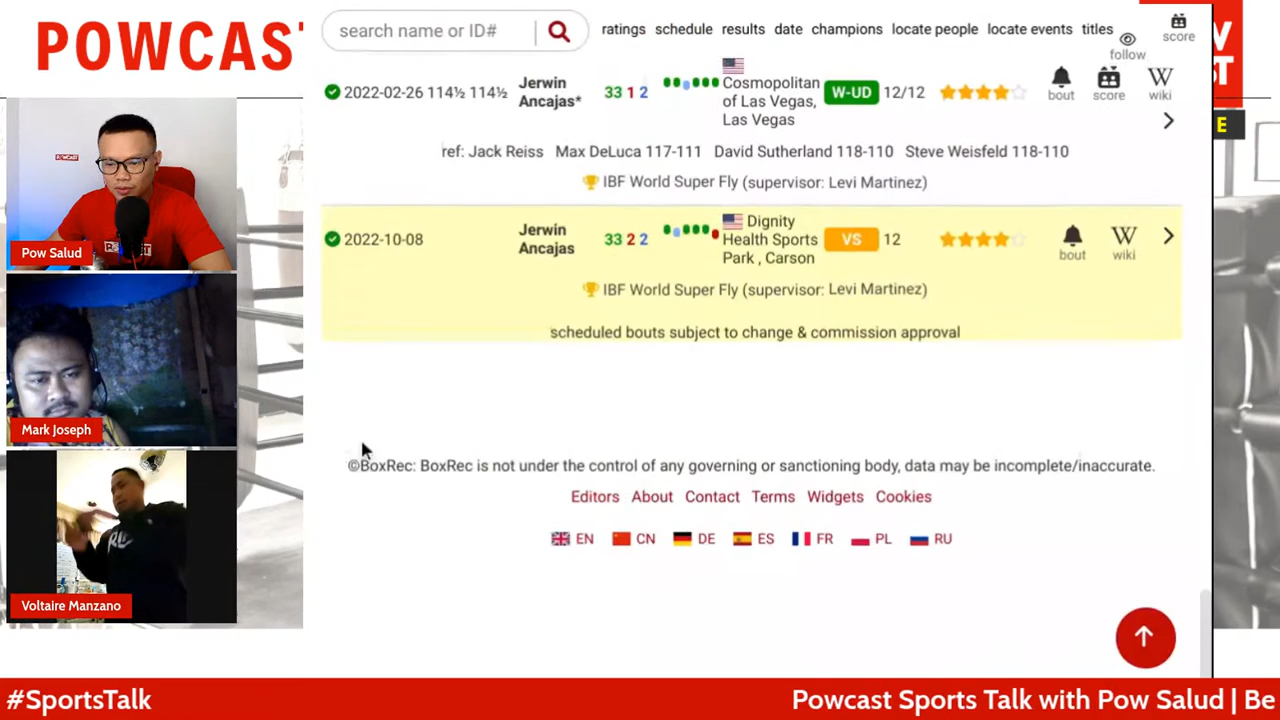 POWCAST
search name or ID#
ratings schedule results date champions locate people locate events titles
follow
score
2022-02-26 114½ 114½ Jerwin Ancajas* 33 1 2 Cosmopolitan of Las Vegas, Las Vegas W-UD 12/12
bout score wiki
ref: Jack Reiss Max DeLuca 117-111 David Sutherland 118-110 Steve Weisfeld 118-110
IBF World Super Fly (supervisor: Levi Martinez)
2022-10-08 Jerwin Ancajas 33 2 2 Dignity Health Sports Park , Carson VS 12
bout wiki
IBF World Super Fly (supervisor: Levi Martinez)
scheduled bouts subject to change & commission approval
©BoxRec: BoxRec is not under the control of any governing or sanctioning body, data may be incomplete/inaccurate.
Editors About Contact Terms Widgets Cookies
EN CN DE ES FR PL RU
Pow Salud
Mark Joseph
Voltaire Manzano
#SportsTalk
Powcast Sports Talk with Pow Salud | Be